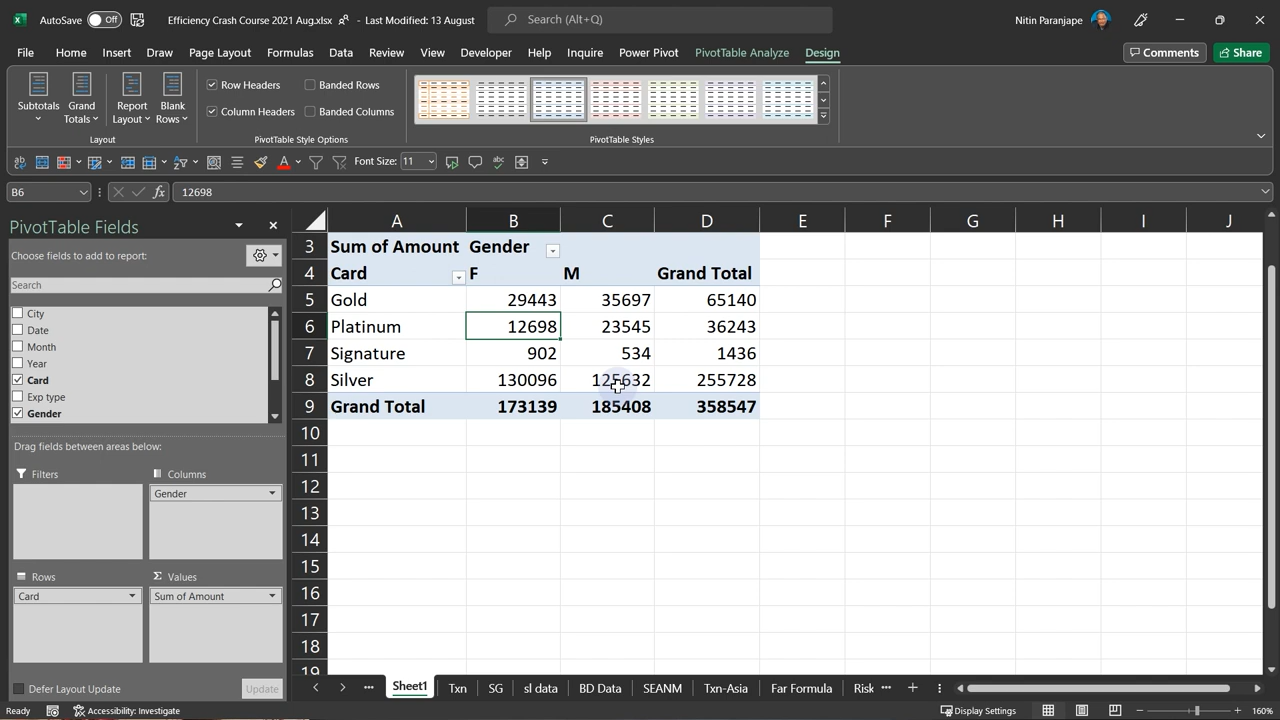 AutoSave Off Efficiency Crash Course 2021 Aug.xlsx - Last Modified: 13 August Search (Alt+Q) Nitin Paranjape
File Home Insert Draw Page Layout Formulas Data Review View Developer Help Inquire Power Pivot PivotTable Analyze Design Comments Share
Subtotals Grand Totals Report Layout Blank Rows
Row Headers Banded Rows
Column Headers Banded Columns
Layout PivotTable Style Options PivotTable Styles
Font Size: 11
B6 fx 12698
PivotTable Fields
Choose fields to add to report:
Search
City
Date
Month
Year
Card
Exp type
Gender
Drag fields between areas below:
Filters Columns
Gender
Rows Σ Values
Card Sum of Amount
Defer Layout Update Update
A B C D E F G H I J
3 Sum of Amount Gender
4 Card F M Grand Total
5 Gold 29443 35697 65140
6 Platinum 12698 23545 36243
7 Signature 902 534 1436
8 Silver 130096 125632 255728
9 Grand Total 173139 185408 358547
10
11
12
13
14
15
16
17
18
19
Sheet1 Txn SG sl data BD Data SEANM Txn-Asia Far Formula Risk
Ready Accessibility: Investigate Display Settings 160%